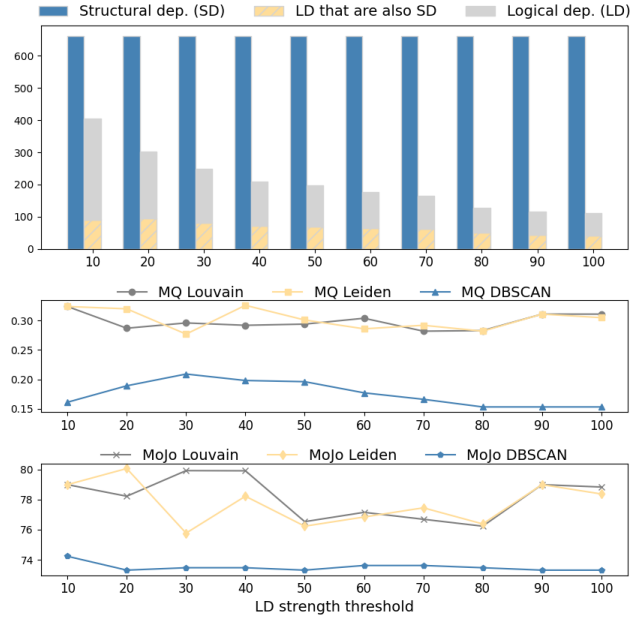 Structural dep. (SD) LD that are also SD Logical dep. (LD)
600
500
400
300
200
100
0
10 20 30 40 50 60 70 80 90 100
MQ Louvain MQ Leiden MQ DBSCAN
0.30
0.25
0.20
0.15
10 20 30 40 50 60 70 80 90 100
MoJo Louvain MoJo Leiden MoJo DBSCAN
80
78
76
74
10 20 30 40 50 60 70 80 90 100
LD strength threshold